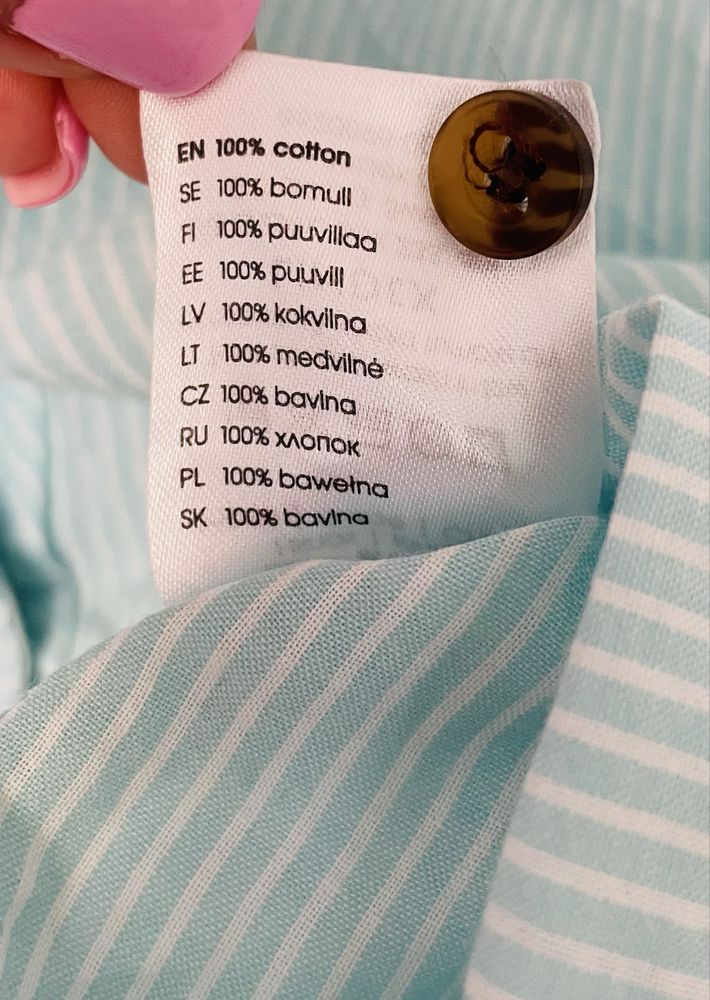 EN 100% cotton
SE 100% bomull
FI 100% puuvillaa
EE 100% puuvill
LV 100% kokvilna
LT 100% medvilnė
CZ 100% bavlna
RU 100% хлопок
PL 100% bawełna
SK 100% bavlna